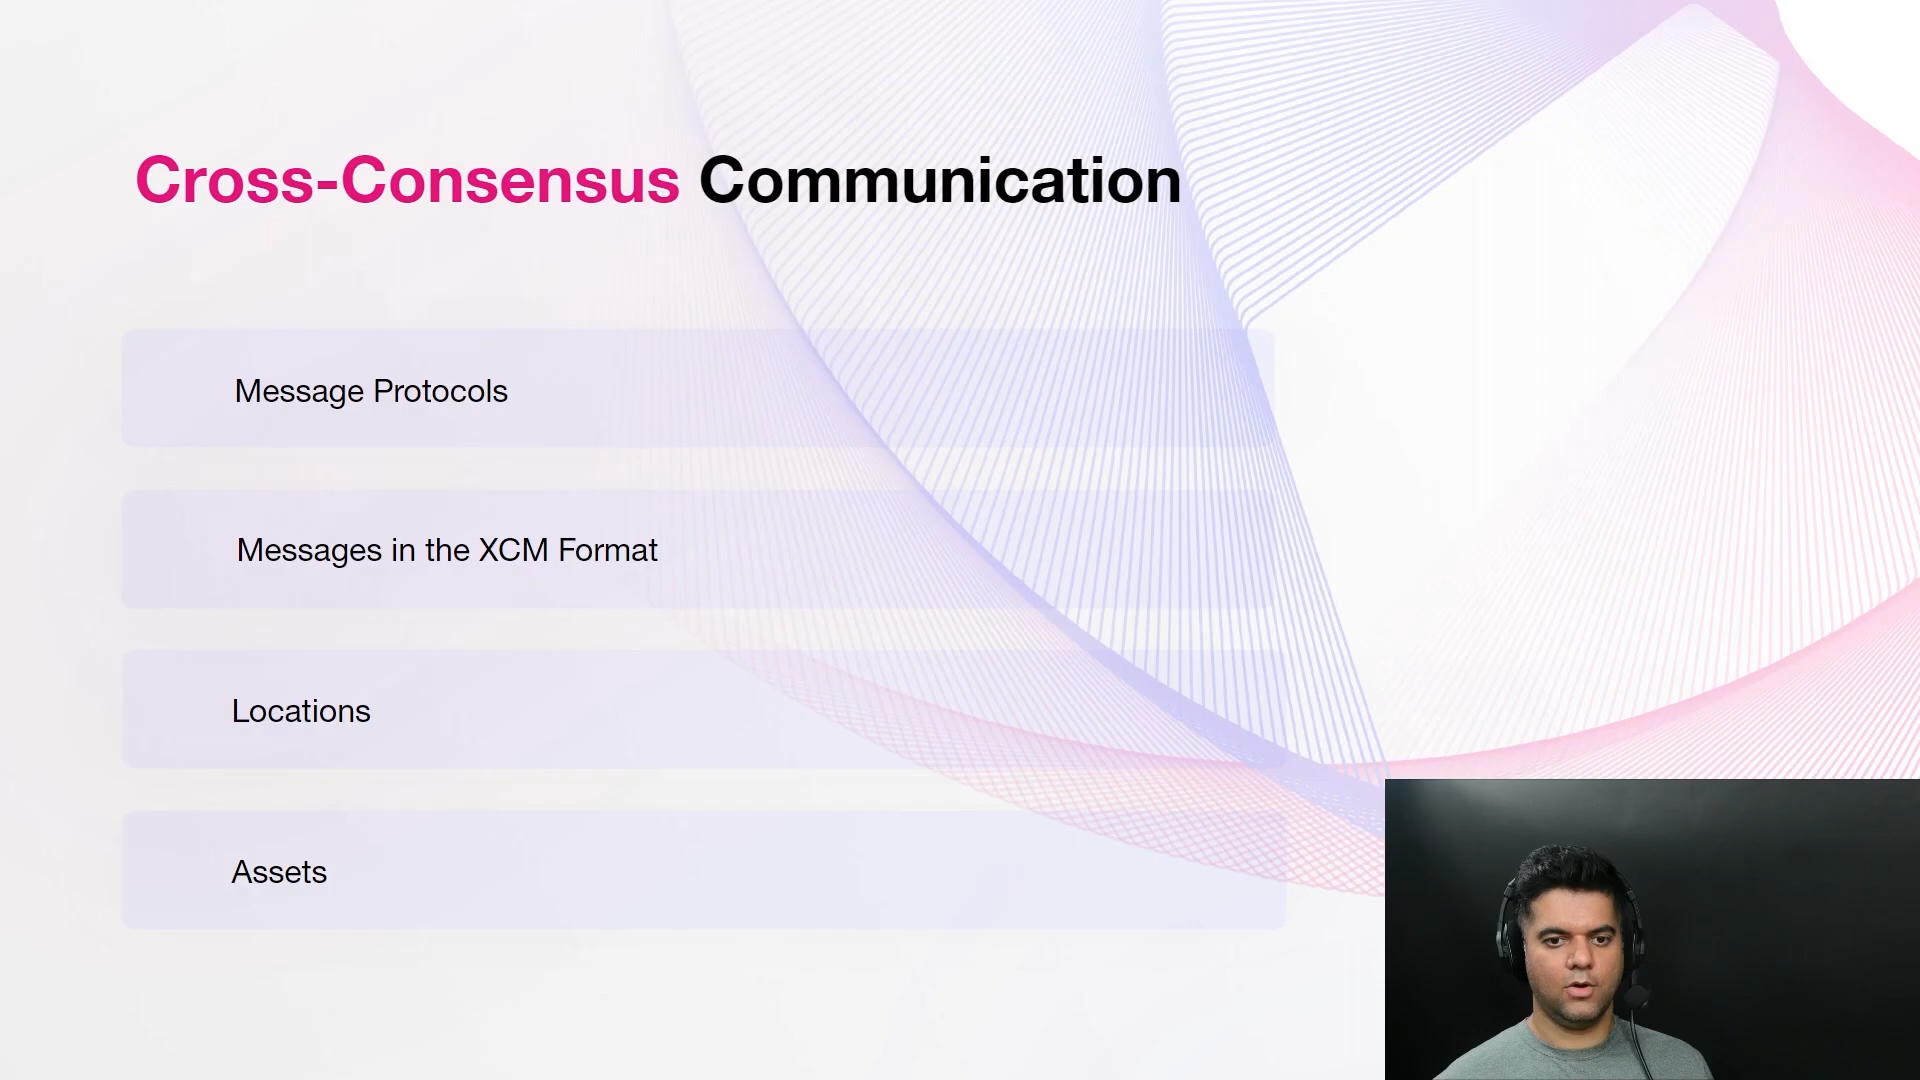 Cross-Consensus Communication
Message Protocols
Messages in the XCM Format
Locations
Assets